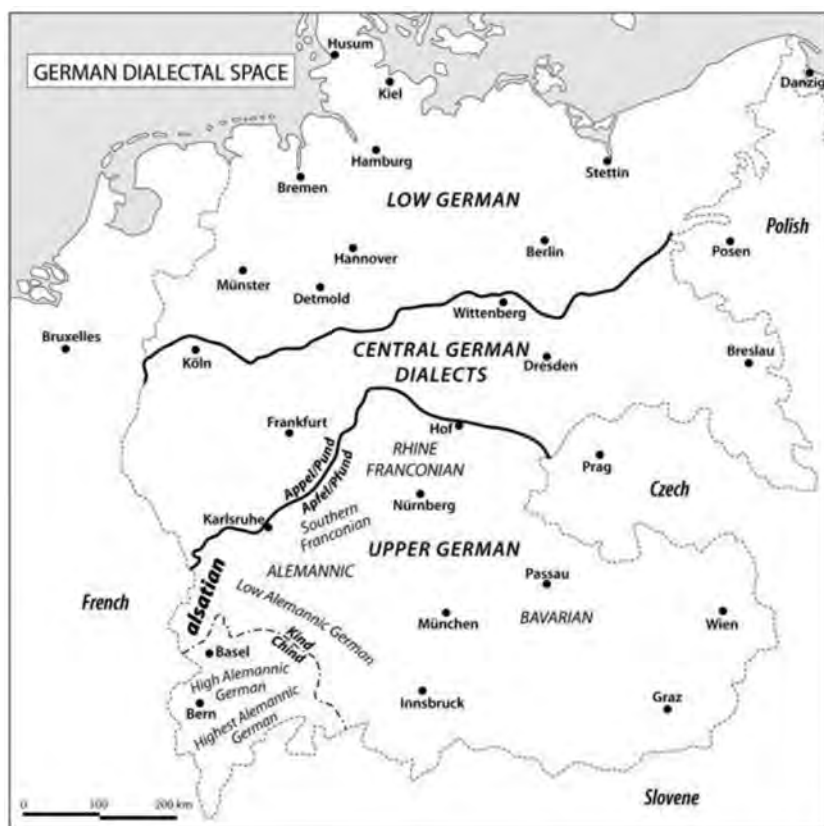 Husum
GERMAN DIALECTAL SPACE
Danzig
Kiel
Hamburg
Bremen
Stettin
LOW GERMAN
Polish
Berlin
Posen
Hannover
Münster
Detmold
Wittenberg
Bruxelles
Köln
CENTRAL GERMAN
DIALECTS
Dresden
Breslau
Frankfurt
Hof
Appel/Pund
Apfel/Pfund
RHINE
FRANCONIAN
Prag
Czech
Nürnberg
Karlsruhe
Southern
Franconian
UPPER GERMAN
ALEMANNIC
Passau
French
alsatian
Low Alemannic German
München
BAVARIAN
Wien
Kind
Chind
Basel
High Alemannic
German
Innsbruck
Bern
Highest Alemannic
German
Graz
0 100 200 km
Slovene